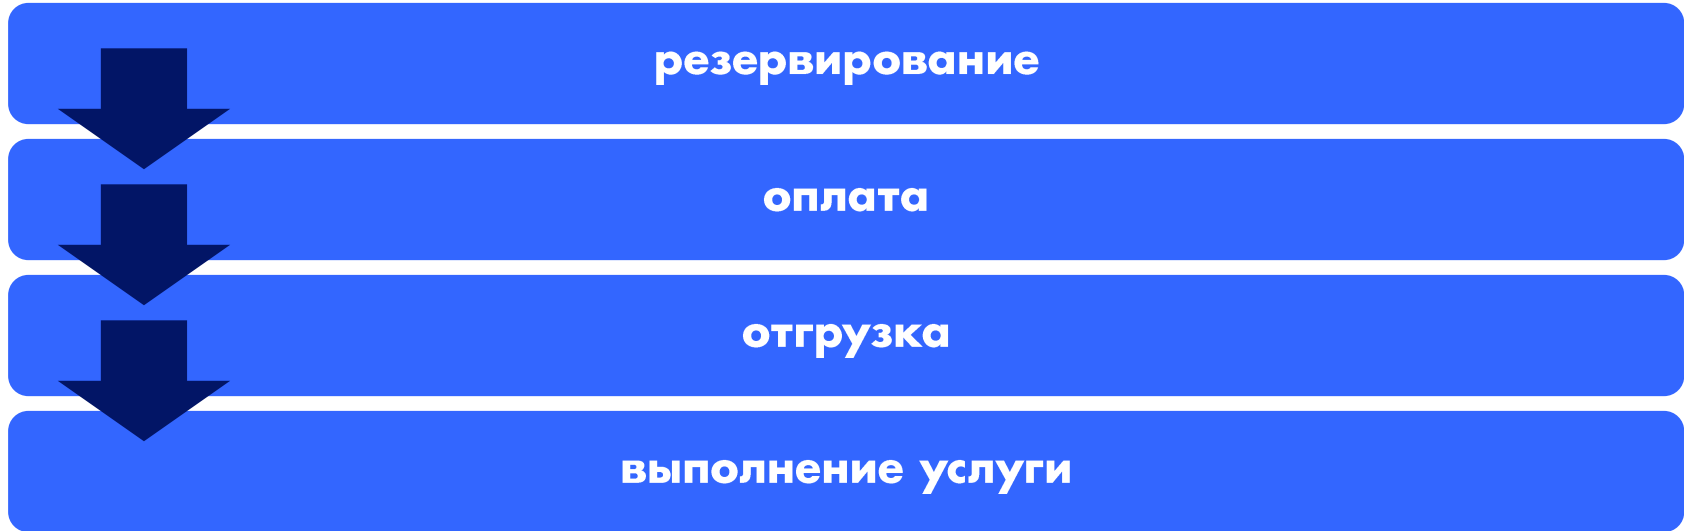 резервирование
оплата
отгрузка
выполнение услуги